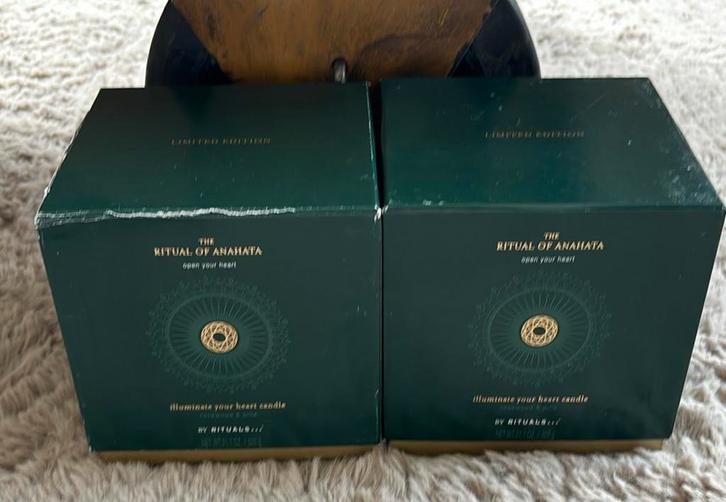 LIMITED EDITION
THE
RITUAL OF ANAHATA
open your heart
illuminate your heart candle
BY RITUALS...
LIMITED EDITION
THE
RITUAL OF ANAHATA
open your heart
illuminate your heart candle
BY RITUALS...